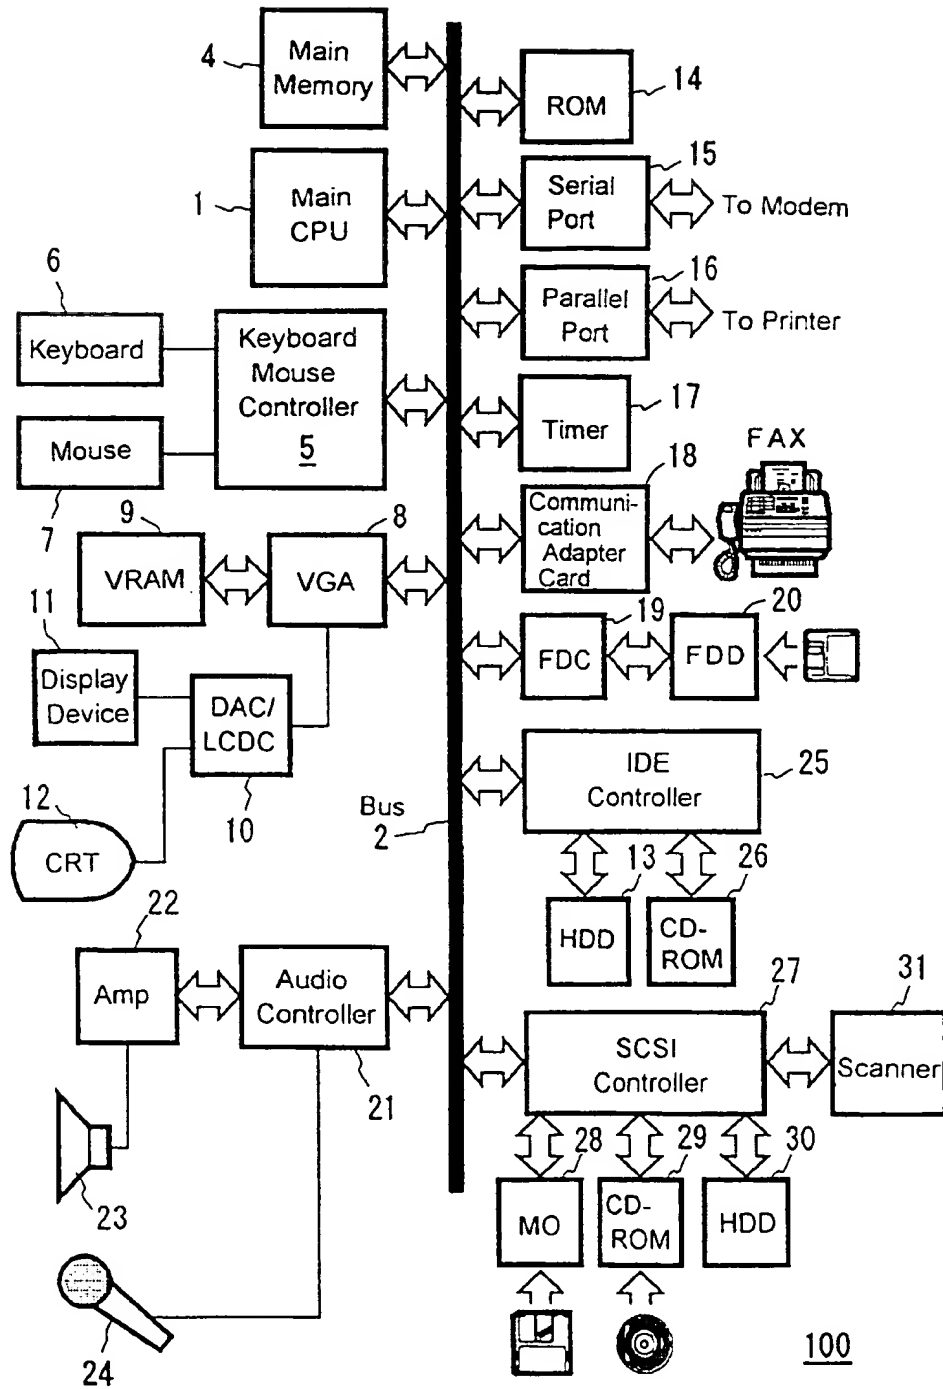 4
Main
Memory
ROM
14
1
Main
CPU
15
Serial
Port
To Modem
6
Keyboard
Keyboard
Mouse
Controller
5
16
Parallel
Port
To Printer
Mouse
7
Timer
17
FAX
18
Communi-
cation
Adapter
Card
9
VRAM
8
VGA
19
FDC
20
FDD
11
Display
Device
DAC/
LCDC
10
12
CRT
Bus
2
IDE
Controller
25
13
HDD
26
CD-
ROM
22
Amp
Audio
Controller
21
23
24
27
SCSI
Controller
31
Scanner
28
MO
29
CD-
ROM
30
HDD
100